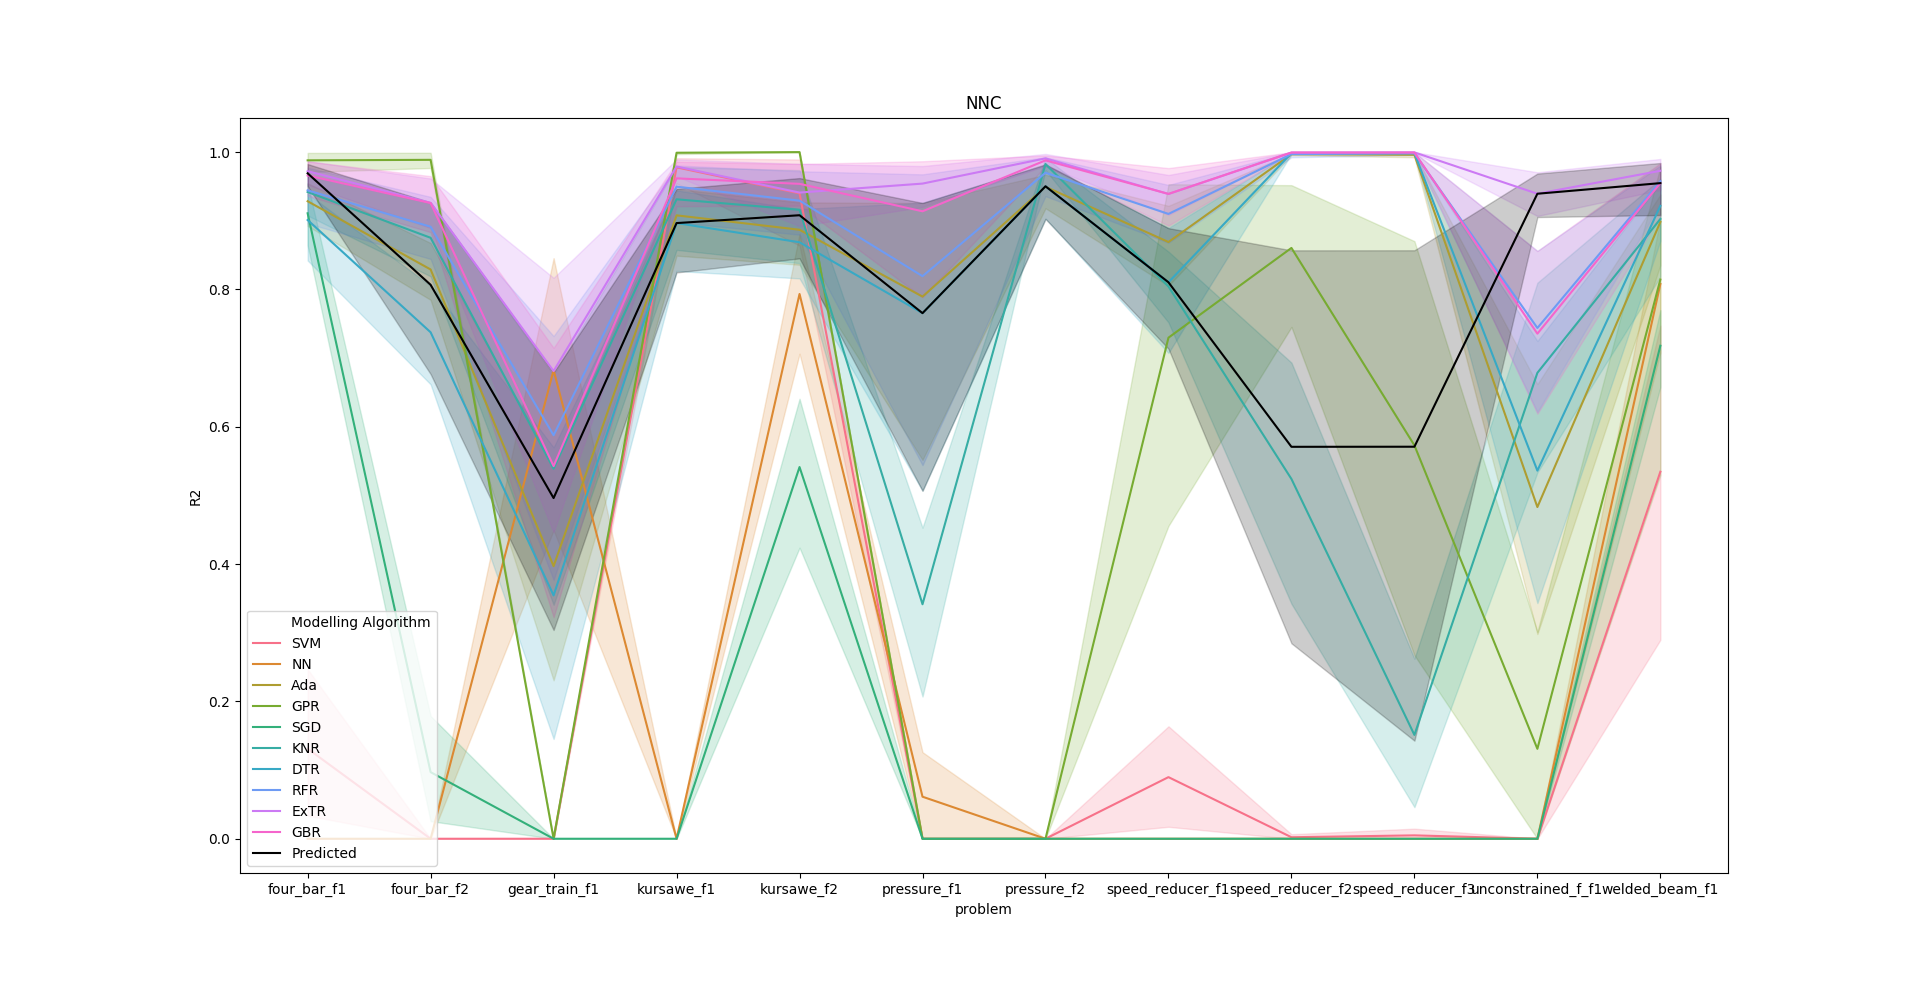 NNC
R2
1.0
0.8
0.6
0.4
0.2
0.0
Modelling Algorithm
SVM
NN
Ada
GPR
SGD
KNR
DTR
RFR
ExTR
GBR
Predicted
four_bar_f1 four_bar_f2 gear_train_f1 kursawe_f1 kursawe_f2 pressure_f1 pressure_f2 speed_reducer_f1 speed_reducer_f2 speed_reducer_f3 unconstrained_f_f1 welded_beam_f1
problem